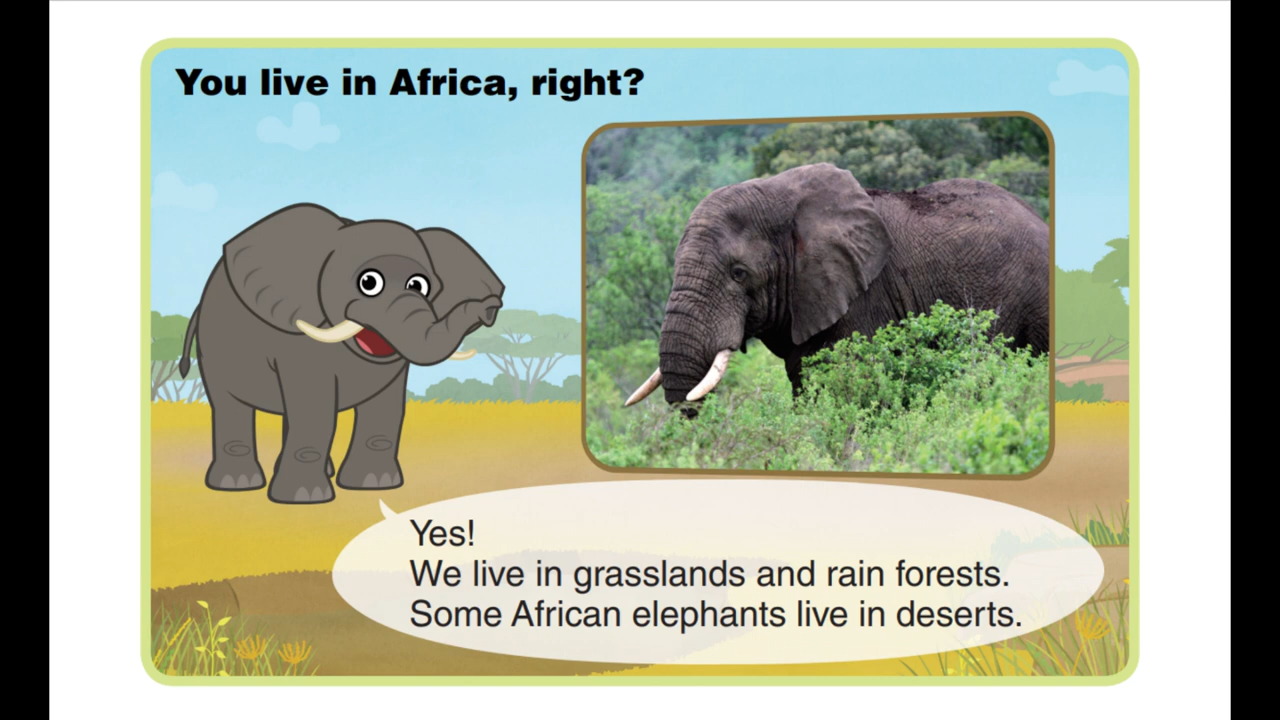 You live in Africa, right?
Yes!
We live in grasslands and rain forests.
Some African elephants live in deserts.